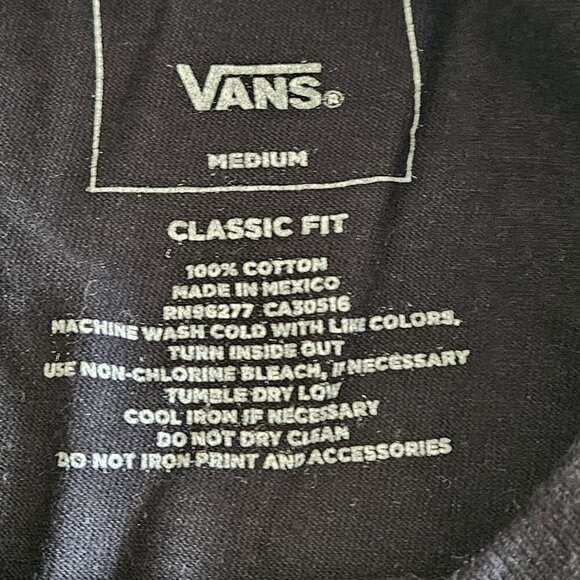 VANS®
MEDIUM
CLASSIC FIT
100% COTTON
MADE IN MEXICO
RN96277 CA30516
MACHINE WASH COLD WITH LIKE COLORS,
TURN INSIDE OUT
USE NON-CHLORINE BLEACH, IF NECESSARY
TUMBLE DRY LOW
COOL IRON IF NECESSARY
DO NOT DRY CLEAN
DO NOT IRON PRINT AND ACCESSORIES